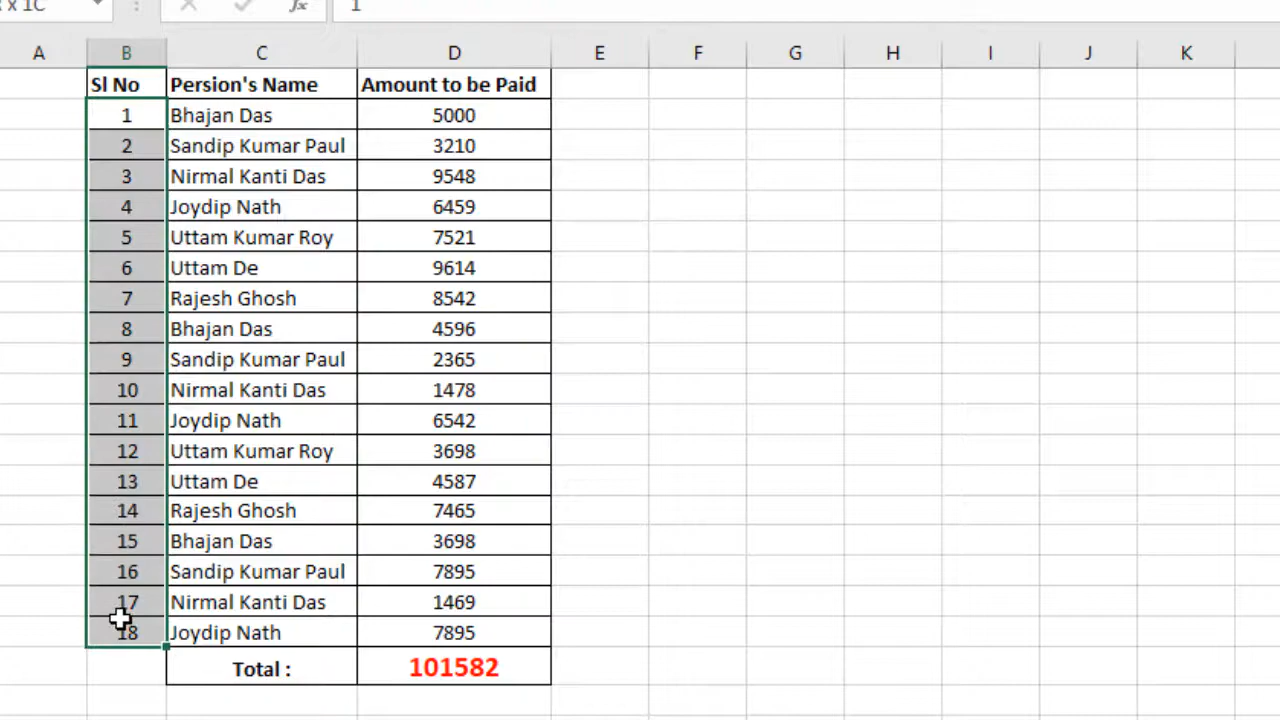 x 1C fx 1
A B C D E F G H I J K
Sl No Persion's Name Amount to be Paid
1 Bhajan Das 5000
2 Sandip Kumar Paul 3210
3 Nirmal Kanti Das 9548
4 Joydip Nath 6459
5 Uttam Kumar Roy 7521
6 Uttam De 9614
7 Rajesh Ghosh 8542
8 Bhajan Das 4596
9 Sandip Kumar Paul 2365
10 Nirmal Kanti Das 1478
11 Joydip Nath 6542
12 Uttam Kumar Roy 3698
13 Uttam De 4587
14 Rajesh Ghosh 7465
15 Bhajan Das 3698
16 Sandip Kumar Paul 7895
17 Nirmal Kanti Das 1469
18 Joydip Nath 7895
Total : 101582